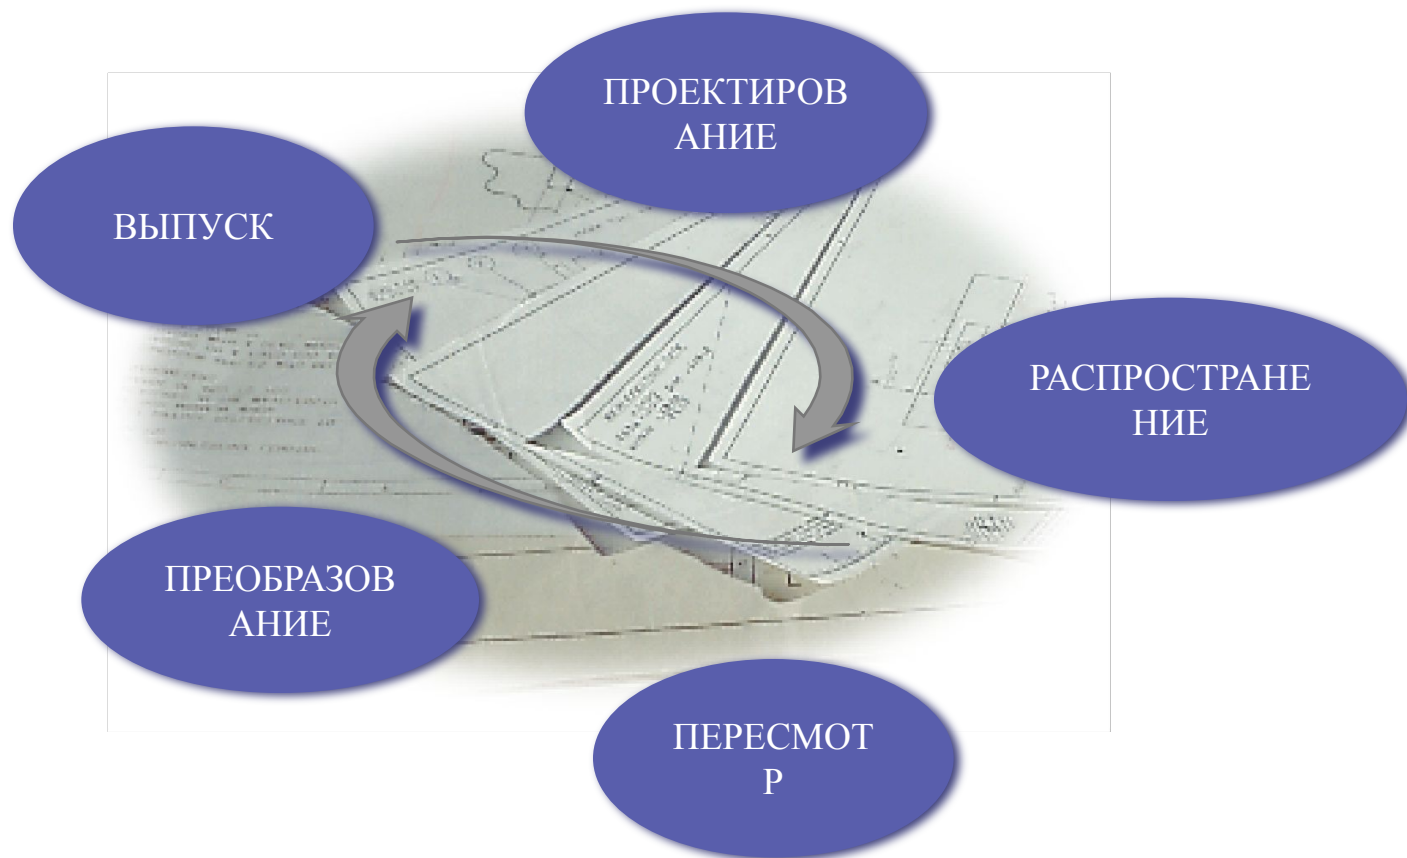 ПРОЕКТИРОВ
АНИЕ
ВЫПУСК
РАСПРОСТРАНЕ
НИЕ
ПРЕОБРАЗОВ
АНИЕ
ПЕРЕСМОТ
Р